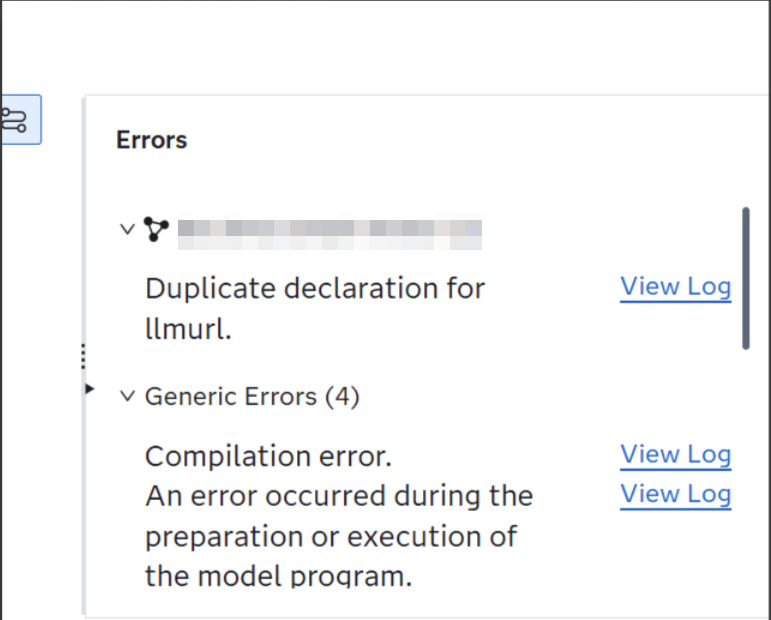 Errors
Duplicate declaration for
llmurl.
View Log
Generic Errors (4)
Compilation error.
View Log
An error occurred during the
preparation or execution of
the model program.
View Log